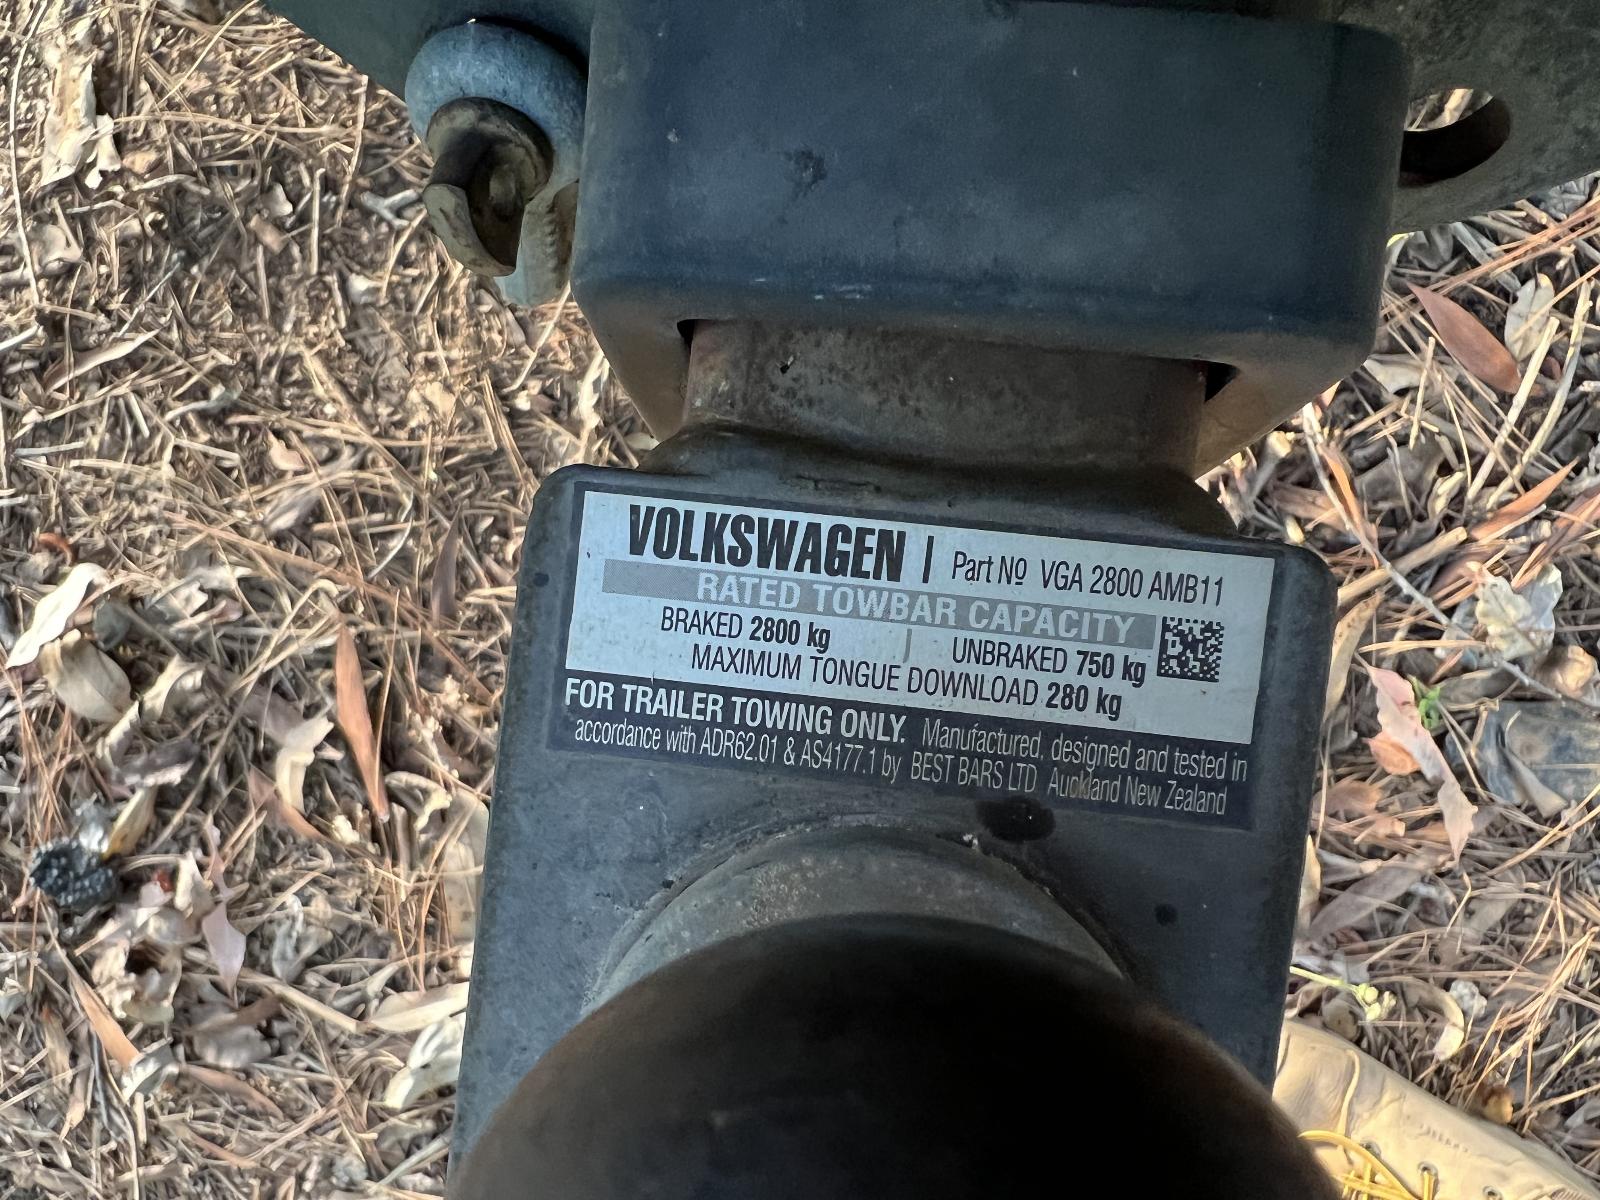 VOLKSWAGEN | Part Nº VGA 2800 AMB11
RATED TOWBAR CAPACITY
BRAKED 2800 kg | UNBRAKED 750 kg
MAXIMUM TONGUE DOWNLOAD 280 kg
FOR TRAILER TOWING ONLY. Manufactured, designed and tested in
accordance with ADR62.01 & AS4177.1 by BEST BARS LTD Auckland New Zealand